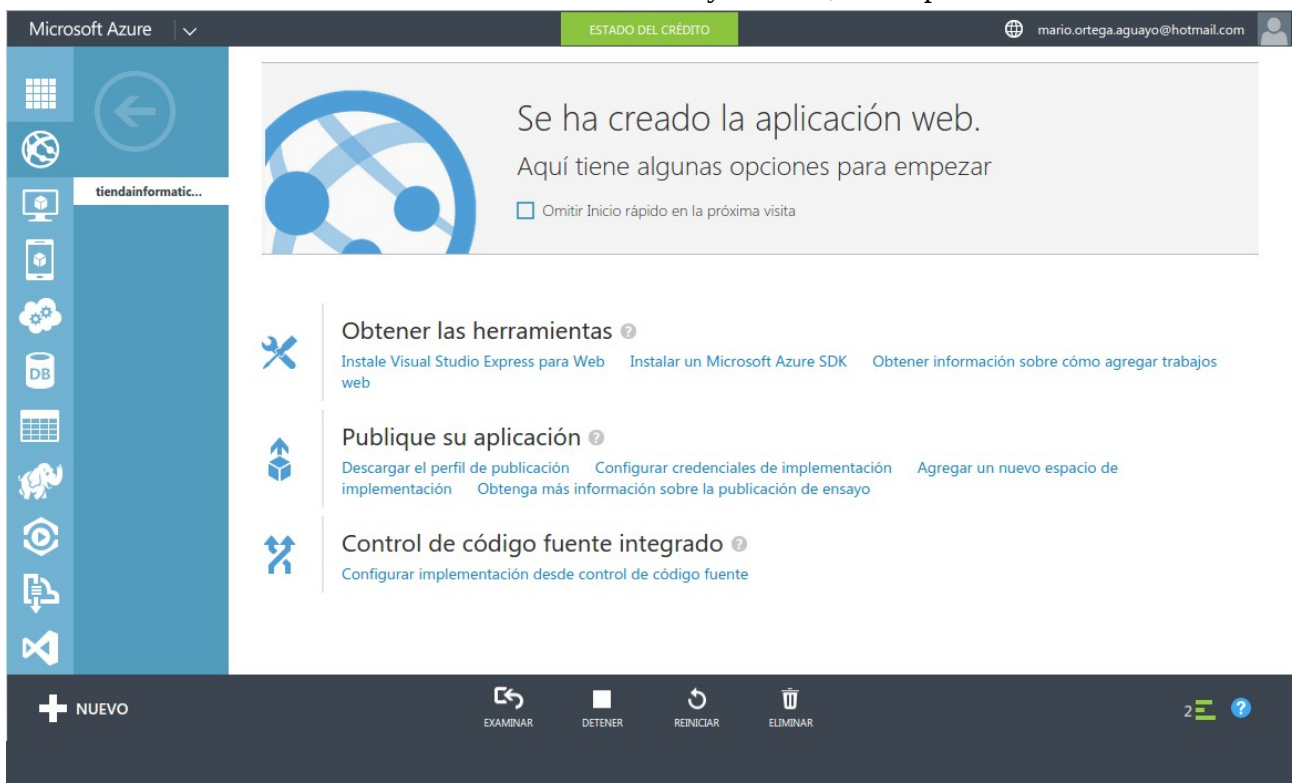 Microsoft Azure
ESTADO DEL CRÉDITO
mario.ortega.aguayo@hotmail.com
Se ha creado la aplicación web.
Aquí tiene algunas opciones para empezar
Omitir Inicio rápido en la próxima visita
tiendainformatic...
DB
Obtener las herramientas ?
Instale Visual Studio Express para Web Instalar un Microsoft Azure SDK Obtener información sobre cómo agregar trabajos
web
Publique su aplicación ?
Descargar el perfil de publicación Configurar credenciales de implementación Agregar un nuevo espacio de
implementación Obtenga más información sobre la publicación de ensayo
Control de código fuente integrado ?
Configurar implementación desde control de código fuente
NUEVO
EXAMINAR DETENER REINICIAR ELIMINAR
2 ?